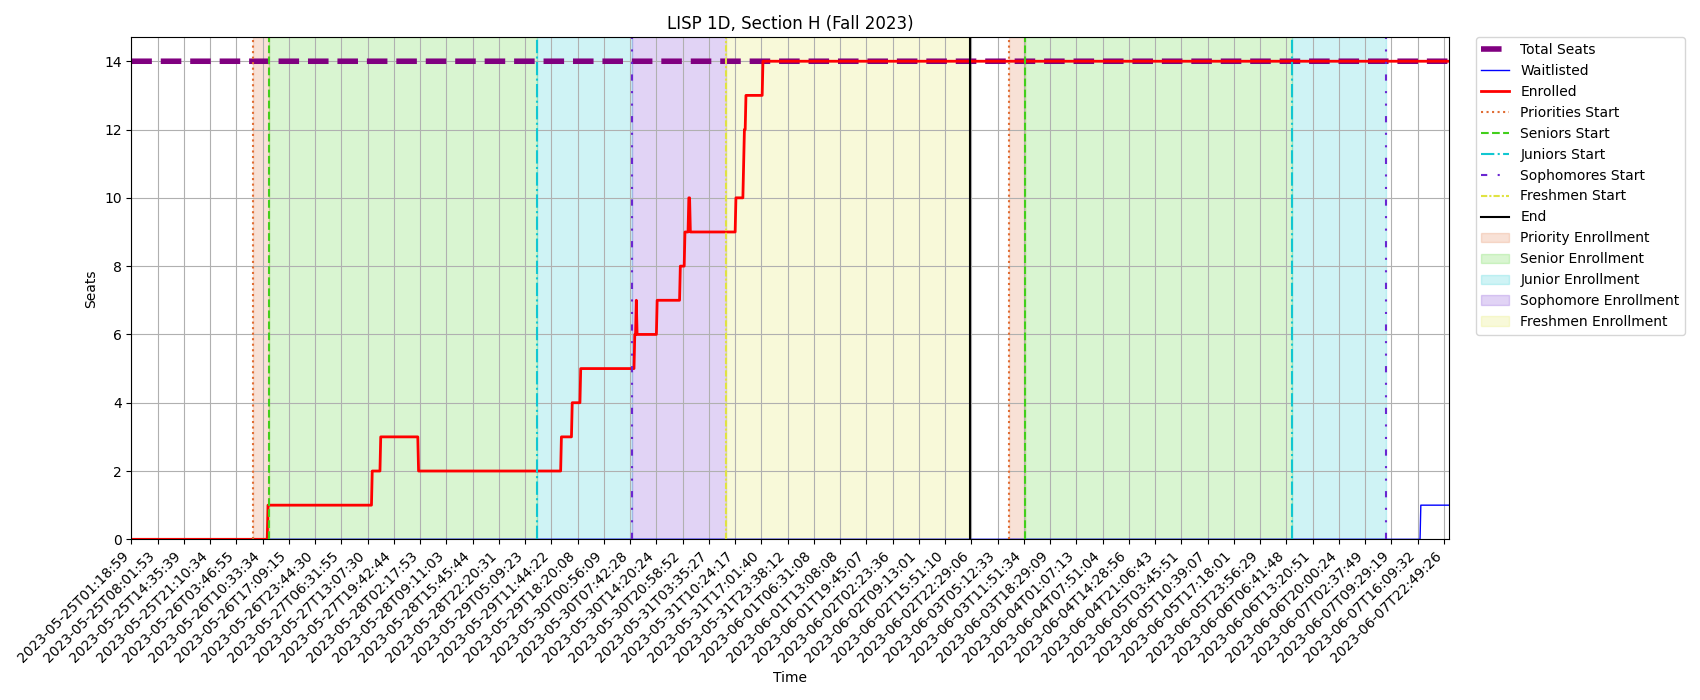 LISP 1D, Section H (Fall 2023)
Seats
14
12
10
8
6
4
2
0
2023-05-25T01:18:59
2023-05-25T08:01:53
2023-05-25T14:35:39
2023-05-25T21:10:34
2023-05-26T03:46:55
2023-05-26T10:33:34
2023-05-26T17:09:15
2023-05-26T23:44:30
2023-05-27T06:31:55
2023-05-27T13:07:30
2023-05-27T19:42:44
2023-05-28T02:17:53
2023-05-28T09:11:03
2023-05-28T15:45:44
2023-05-28T22:20:31
2023-05-29T05:09:23
2023-05-29T11:44:22
2023-05-29T18:20:08
2023-05-30T00:56:09
2023-05-30T07:42:28
2023-05-30T14:20:24
2023-05-30T20:58:52
2023-05-31T03:35:27
2023-05-31T10:24:17
2023-05-31T17:01:40
2023-05-31T23:38:12
2023-06-01T06:31:08
2023-06-01T13:08:08
2023-06-01T19:45:07
2023-06-02T02:23:36
2023-06-02T09:13:01
2023-06-02T15:51:10
2023-06-02T22:29:06
2023-06-03T05:12:33
2023-06-03T11:51:34
2023-06-03T18:29:09
2023-06-04T01:07:13
2023-06-04T07:51:04
2023-06-04T14:28:56
2023-06-04T21:06:43
2023-06-05T03:45:51
2023-06-05T10:39:07
2023-06-05T17:18:01
2023-06-05T23:56:29
2023-06-06T06:41:48
2023-06-06T13:20:51
2023-06-06T20:00:24
2023-06-07T02:37:49
2023-06-07T09:29:19
2023-06-07T16:09:32
2023-06-07T22:49:26
Time
Total Seats
Waitlisted
Enrolled
Priorities Start
Seniors Start
Juniors Start
Sophomores Start
Freshmen Start
End
Priority Enrollment
Senior Enrollment
Junior Enrollment
Sophomore Enrollment
Freshmen Enrollment